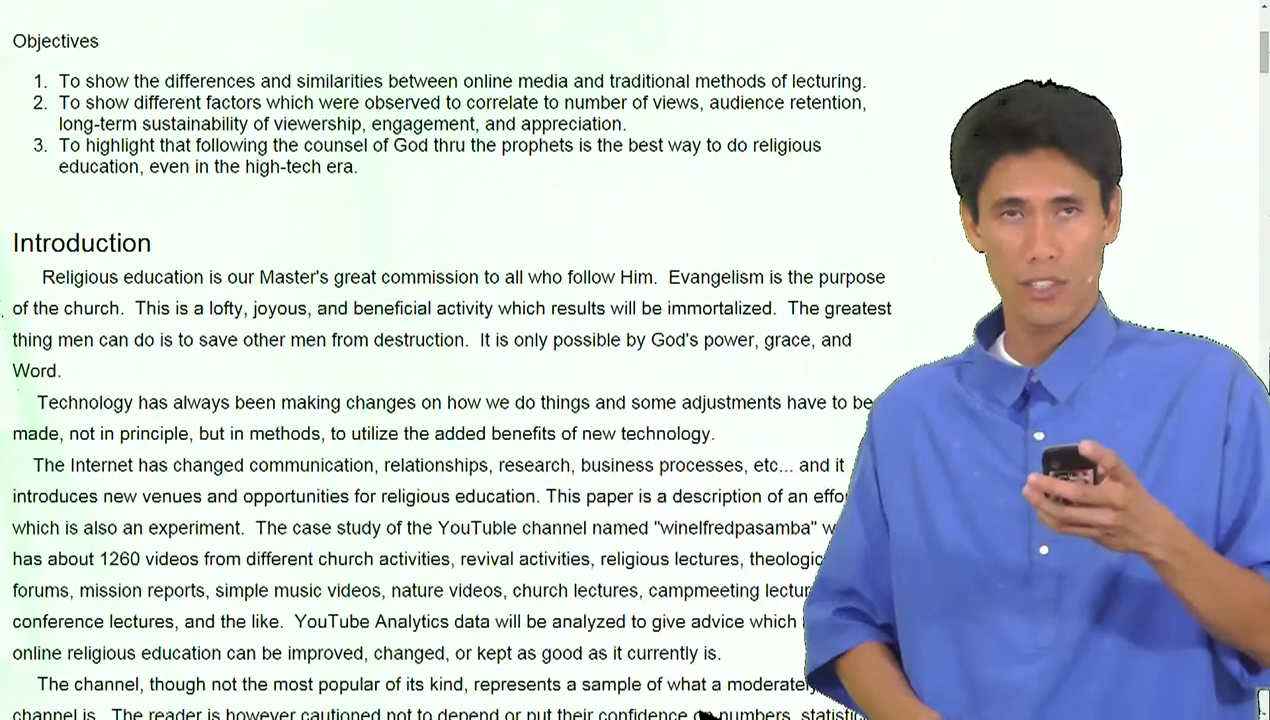 Objectives
1. To show the differences and similarities between online media and traditional methods of lecturing.
2. To show different factors which were observed to correlate to number of views, audience retention,
long-term sustainability of viewership, engagement, and appreciation.
3. To highlight that following the counsel of God thru the prophets is the best way to do religious
education, even in the high-tech era.
Introduction
Religious education is our Master's great commission to all who follow Him. Evangelism is the purpose
of the church. This is a lofty, joyous, and beneficial activity which results will be immortalized. The greatest
thing men can do is to save other men from destruction. It is only possible by God's power, grace, and
Word.
Technology has always been making changes on how we do things and some adjustments have to be
made, not in principle, but in methods, to utilize the added benefits of new technology.
The Internet has changed communication, relationships, research, business processes, etc... and it
introduces new venues and opportunities for religious education. This paper is a description of an
which is also an experiment. The case study of the YouTuble channel named "winelfredpasamba"
has about 1260 videos from different church activities, revival activities, religious lectures,
forums, mission reports, simple music videos, nature videos, church lectures, campmeeting
conference lectures, and the like. YouTube Analytics data will be analyzed to give advice which
online religious education can be improved, changed, or kept as good as it currently is.
The channel, though not the most popular of its kind, represents a sample of what a
channel is. The reader is however cautioned not to depend or put their confidence numbers,